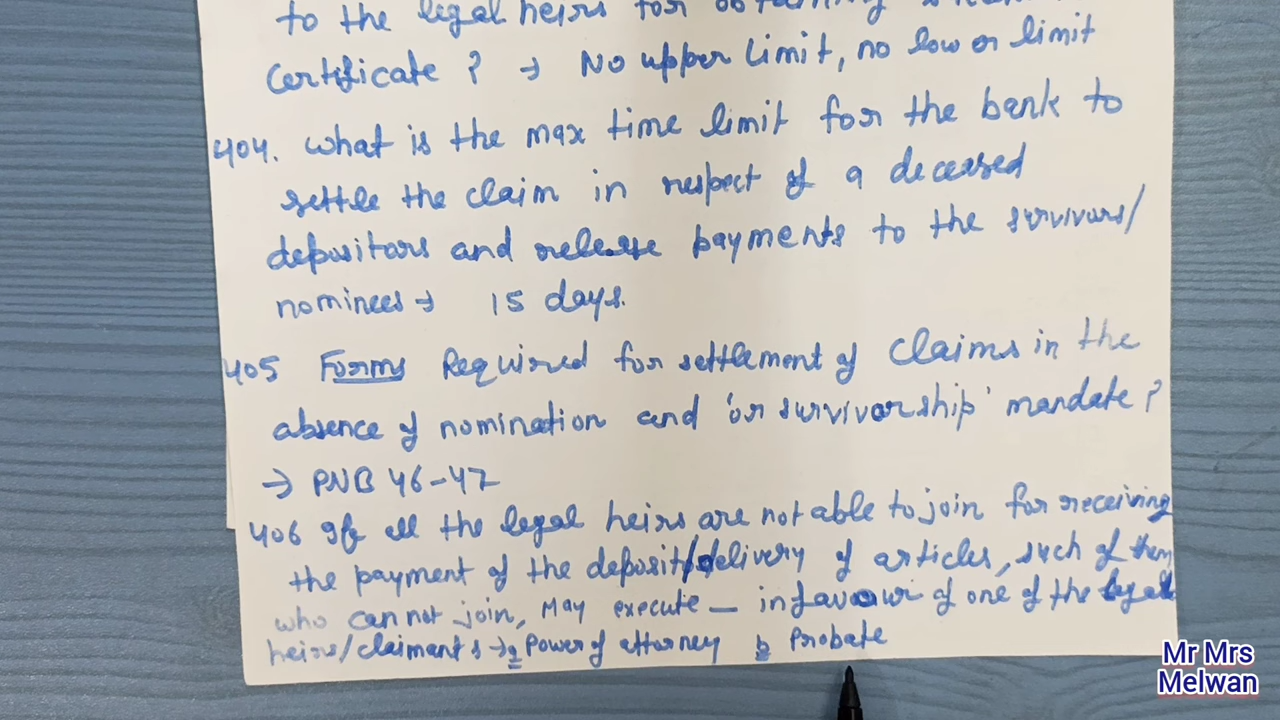 to the legal heirs for obtaining
certificate ? → No upper limit, no lower limit
404. What is the max time limit for the bank to
settle the claim in respect of a deceased
depositors and release payments to the survivors/
nominees → 15 days.
405 Forms Required for settlement of claims in the
absence of nomination and 'or survivorship' mandate ?
→ PNB 46-47
406 If all the legal heirs are not able to join for receiving
the payment of the deposit/delivery of articles, such of them
who can not join, May execute — in favour of one of the legal
heirs/claimants → a Power of attorney b Probate
Mr Mrs
Melwan